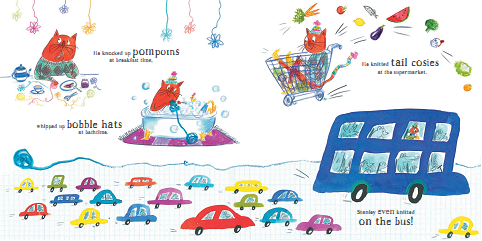 He knocked up pompons
at breakfast time,
whipped up bobble hats
at bathtime.
He knitted tail cosies
at the supermarket.
Stanley even knitted
on the bus!